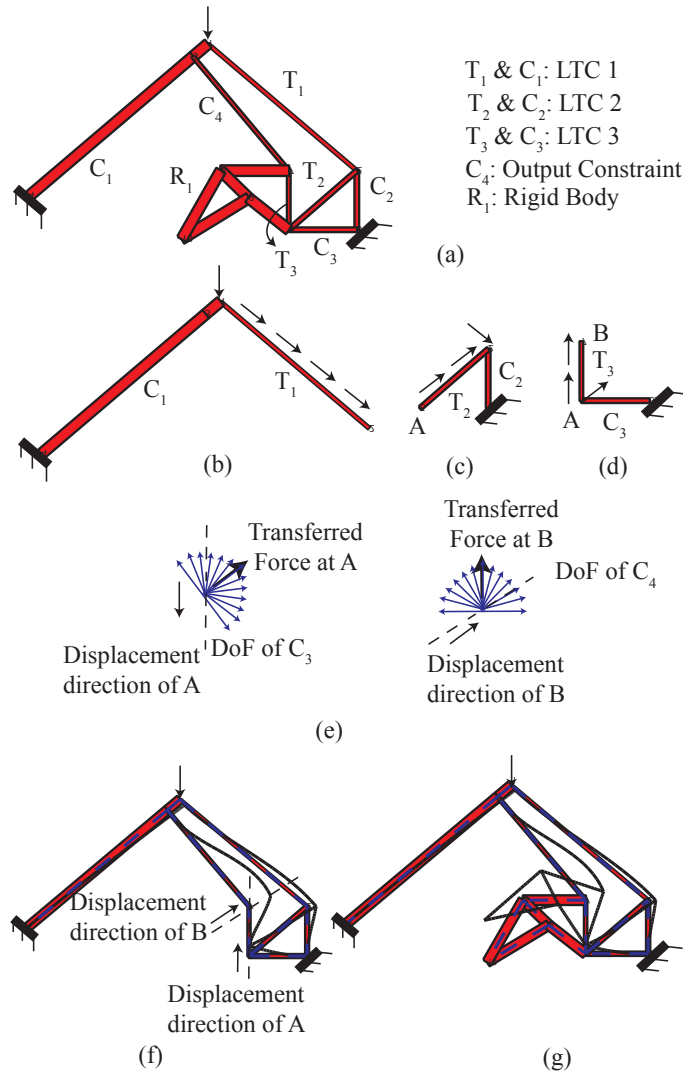 T₁ & C₁: LTC 1
T₂ & C₂: LTC 2
T₃ & C₃: LTC 3
C₄: Output Constraint
R₁: Rigid Body
T₁
C₄
C₁
R₁
T₂
C₂
C₃
T₃
(a)
C₁
T₁
(b)
C₂
T₂
A
(c)
B
T₃
A
C₃
(d)
Transferred
Force at A
DoF of C₃
Displacement
direction of A
Transferred
Force at B
DoF of C₄
Displacement
direction of B
(e)
Displacement
direction of B
Displacement
direction of A
(f)
(g)